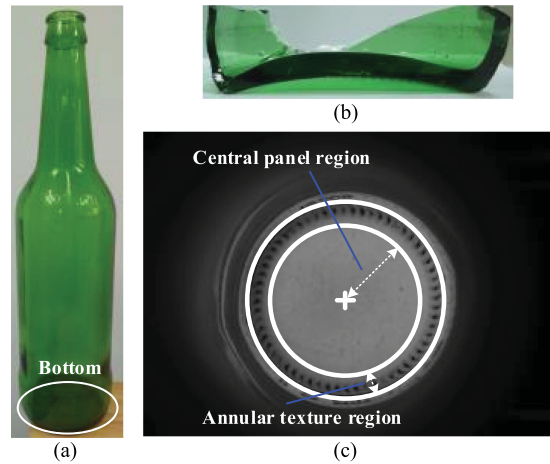 Bottom
(a)
(b)
Central panel region
Annular texture region
(c)